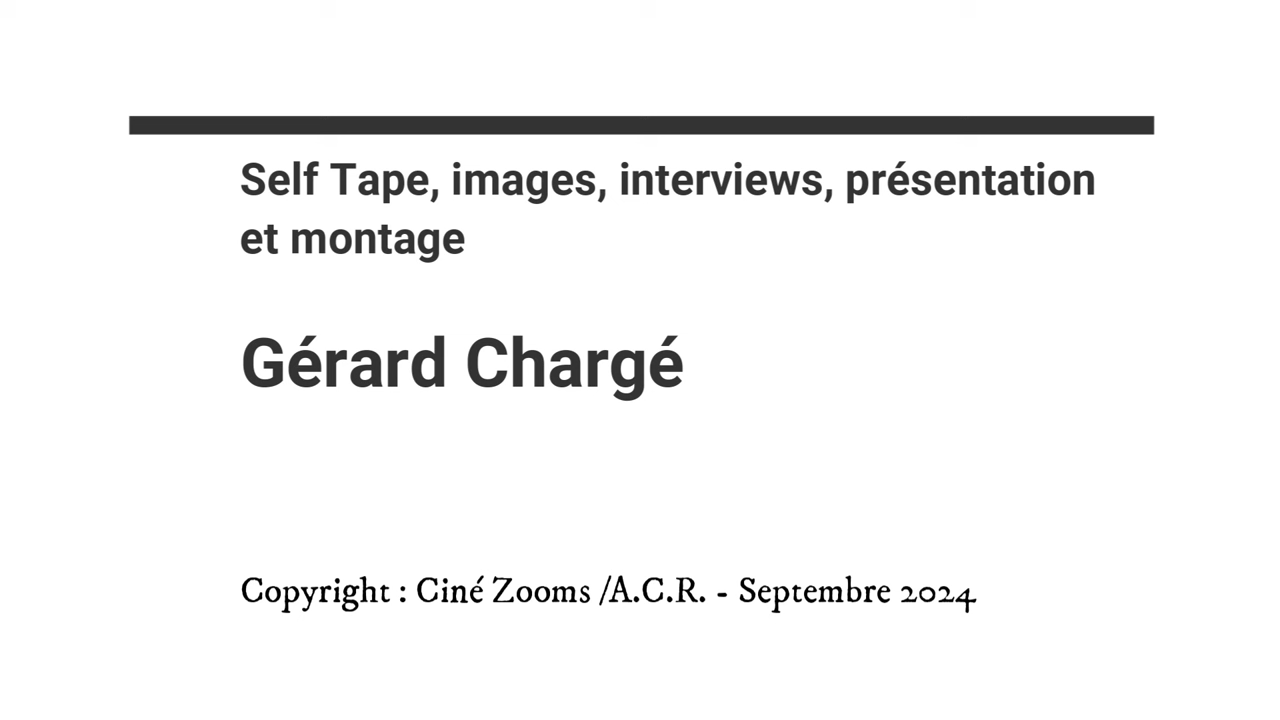 Self Tape, images, interviews, présentation
et montage
Gérard Chargé
Copyright : Ciné Zooms /A.C.R. - Septembre 2024